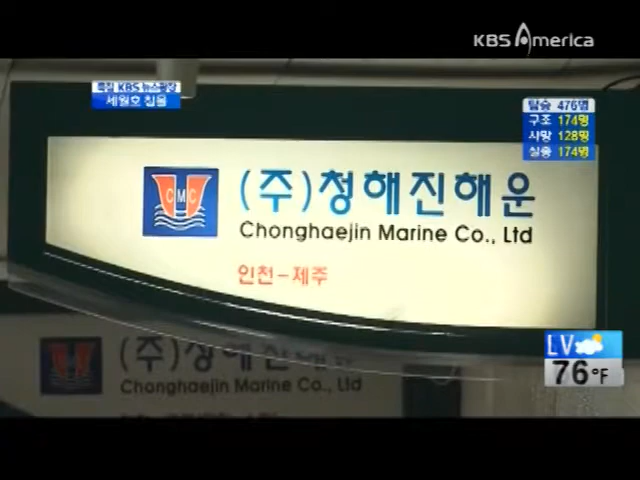 KBS America
특집 KBS 뉴스광장
세월호 침몰
탑승 476명
구조 174명
사망 128명
실종 174명
CMC
(주)청해진해운
Chonghaejin Marine Co., Ltd
인천-제주
LV
76°F
(주)청해진해운
Chonghaejin Marine Co., Ltd